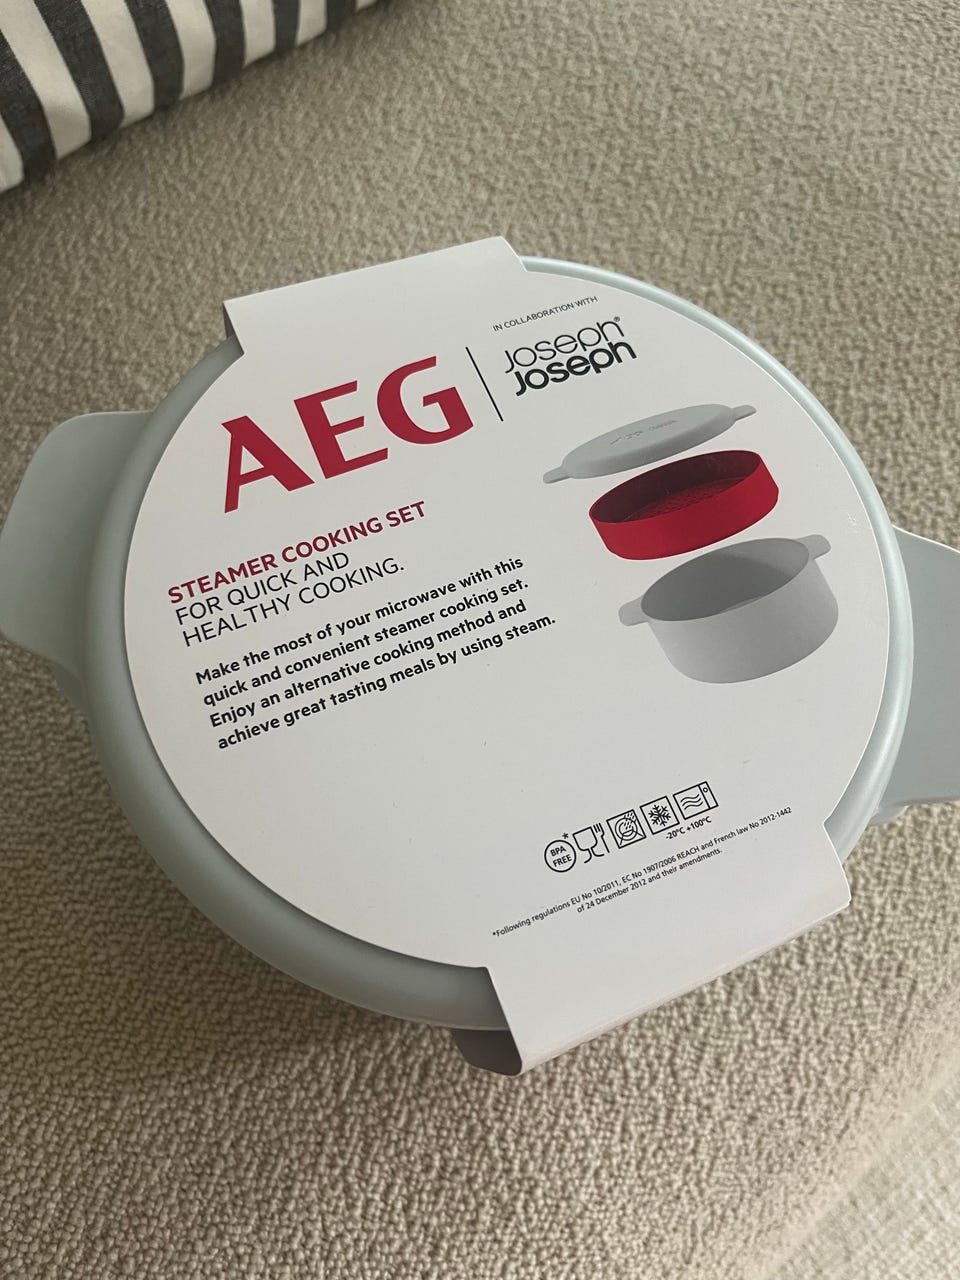 AEG
IN COLLABORATION WITH
Joseph®
Joseph
STEAMER COOKING SET
FOR QUICK AND
HEALTHY COOKING.
Make the most of your microwave with this
quick and convenient steamer cooking set.
Enjoy an alternative cooking method and
achieve great tasting meals by using steam.
BPA
FREE
*
-20°C +100°C
*Following regulations EU No 10/2011, EC No 1907/2006 REACH and French law No 2012-1442
of 24 December 2012 and their amendments.